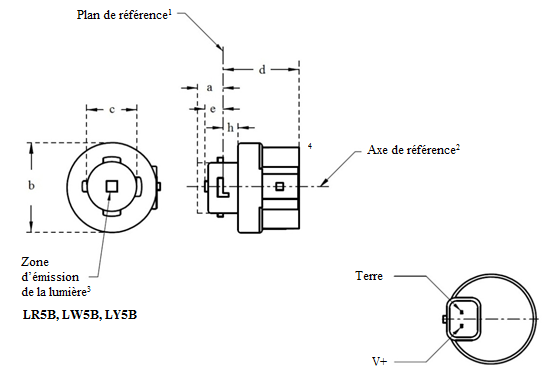 Plan de référence1
d
a
c
e
h
4
Axe de référence2
b
Zone
d’émission
de la lumière3
LR5B, LW5B, LY5B
Terre
V+